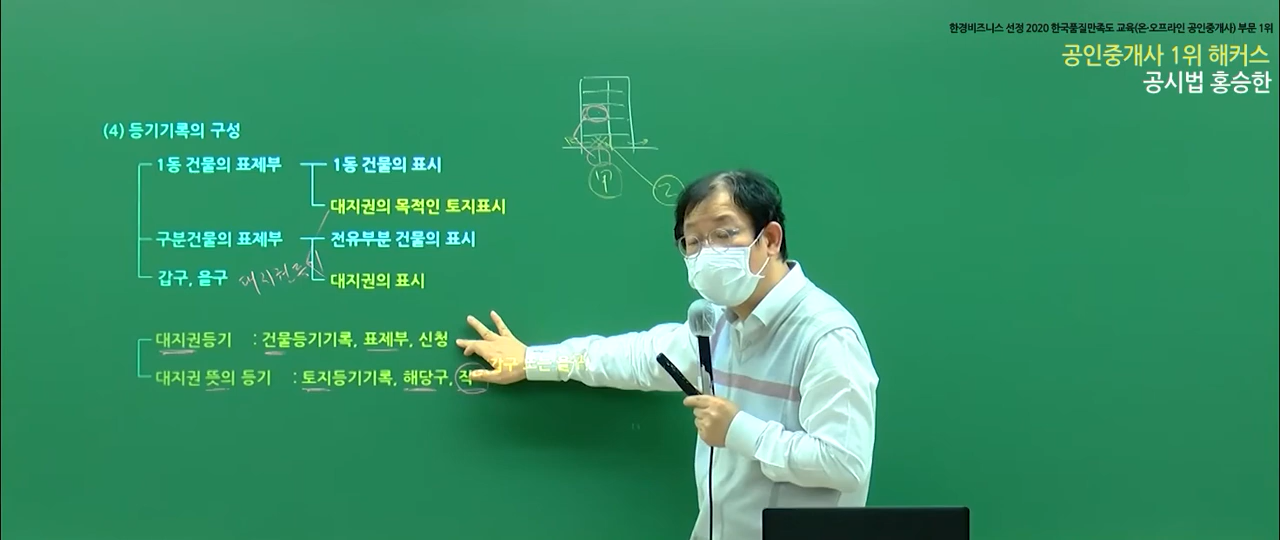 한경비즈니스 선정 2020 한국품질만족도 교육(온·오프라인 공인중개사) 부문 1위
공인중개사 1위 해커스
공시법 홍승한
(4) 등기기록의 구성
1동 건물의 표제부 1동 건물의 표시
대지권의 목적인 토지표시
구분건물의 표제부 전유부분 건물의 표시
갑구, 을구 대지권의 표시
대지권등기 : 건물등기기록, 표제부, 신청
갑구 또는 을구
대지권 뜻의 등기 : 토지등기기록, 해당구, 직